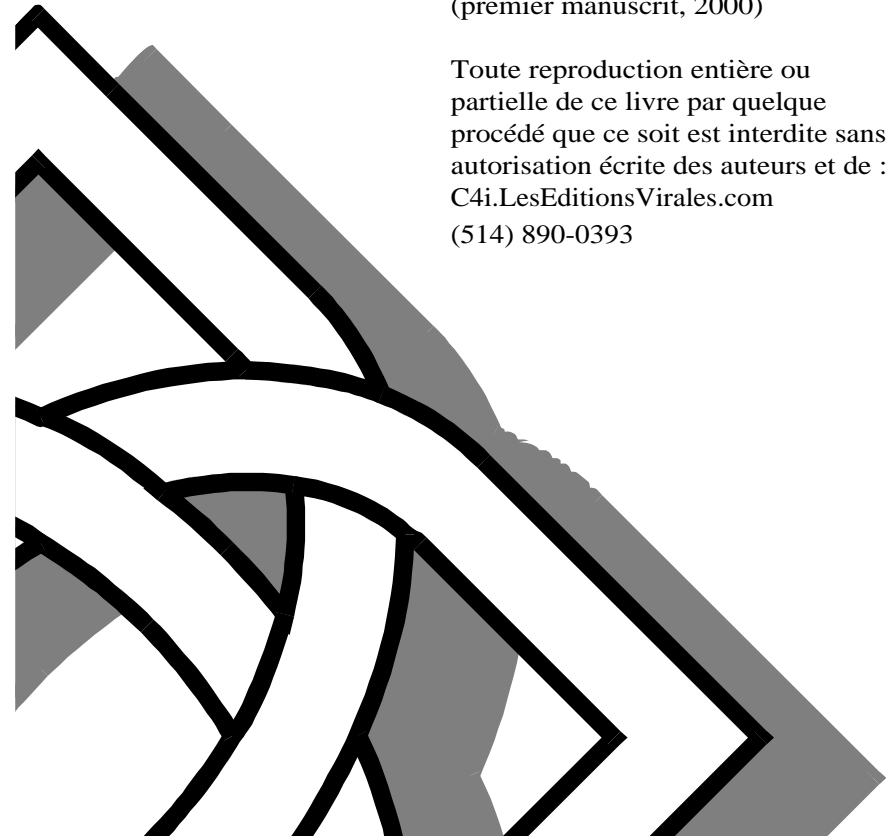 (premier manuscrit, 2000)
Toute reproduction entière ou
partielle de ce livre par quelque
procédé que ce soit est interdite sans
autorisation écrite des auteurs et de :
C4i.LesEditionsVirales.com
(514) 890-0393